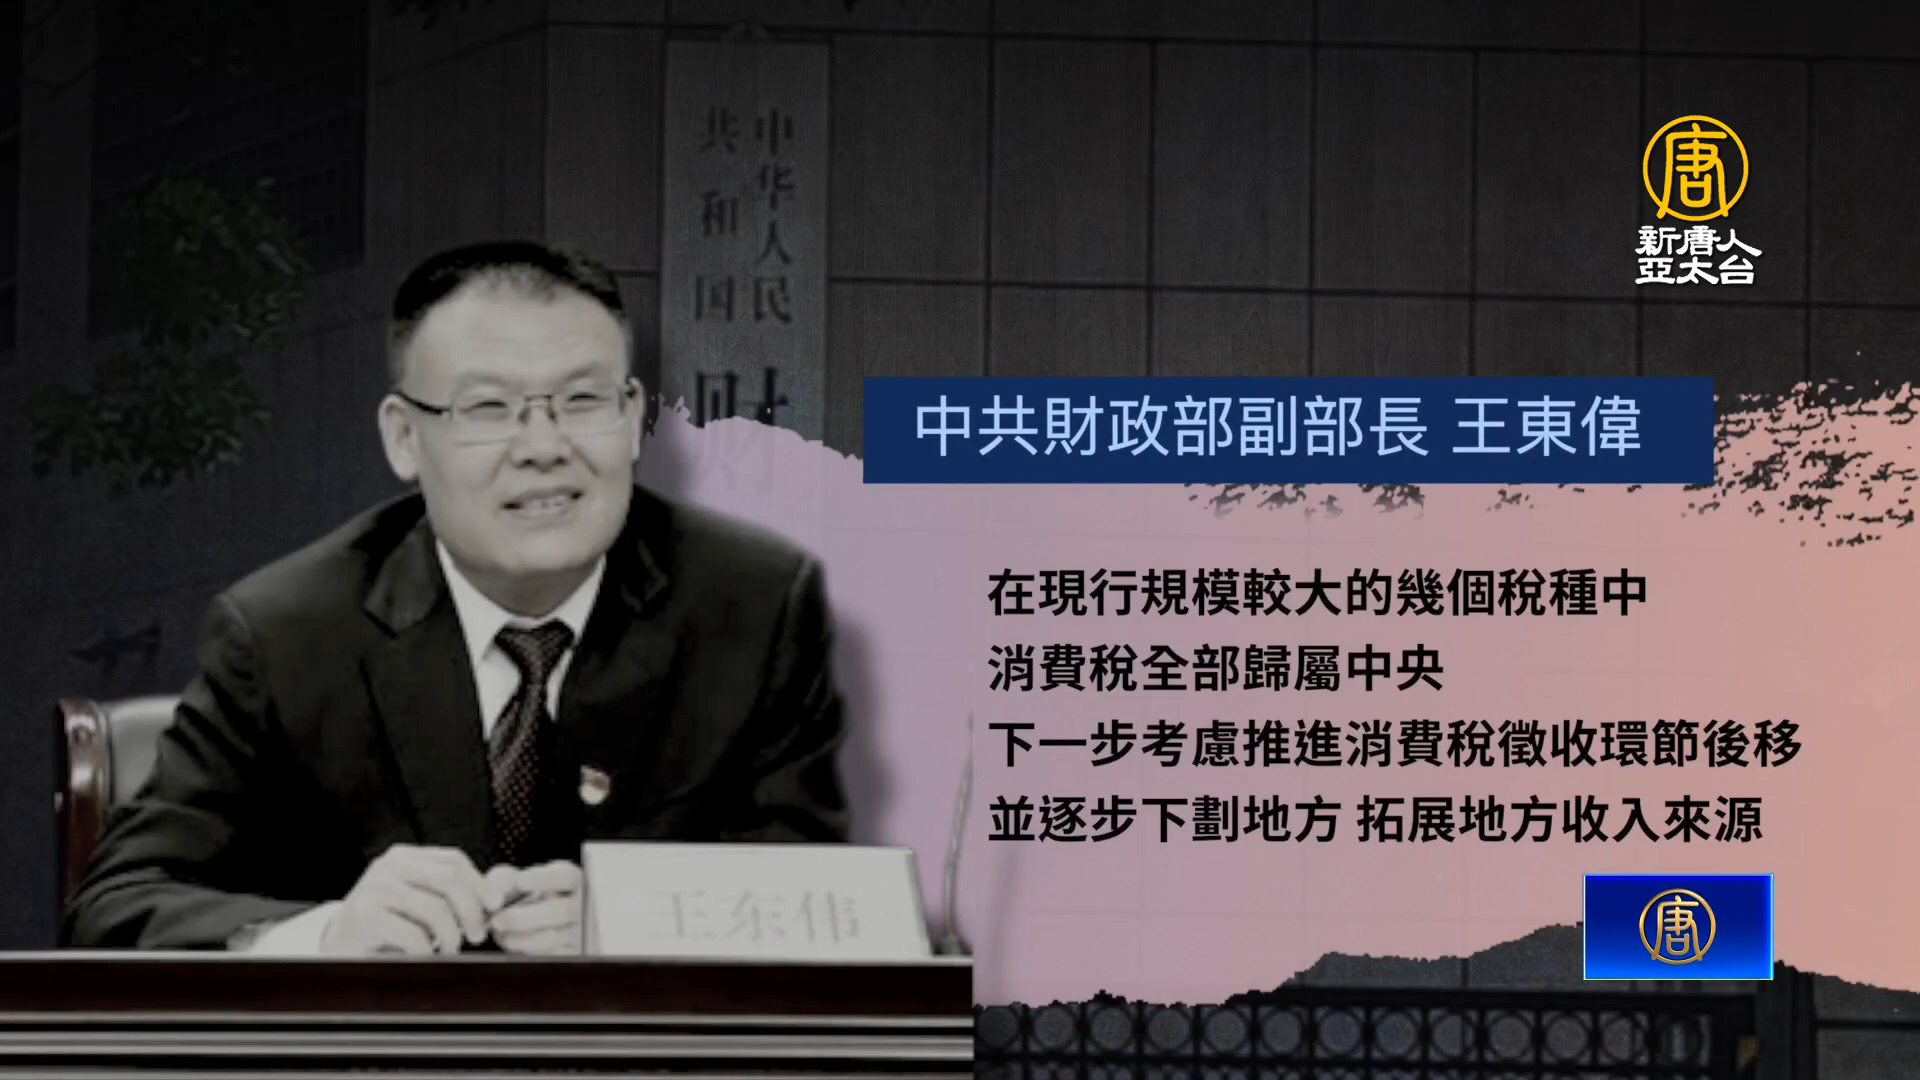 中华人民
共和国
财
唐
新唐人
亞太台
中共財政部副部長 王東偉
在現行規模較大的幾個稅種中
消費稅全部歸屬中央
下一步考慮推進消費稅徵收環節後移
並逐步下劃地方 拓展地方收入來源
王东伟
唐